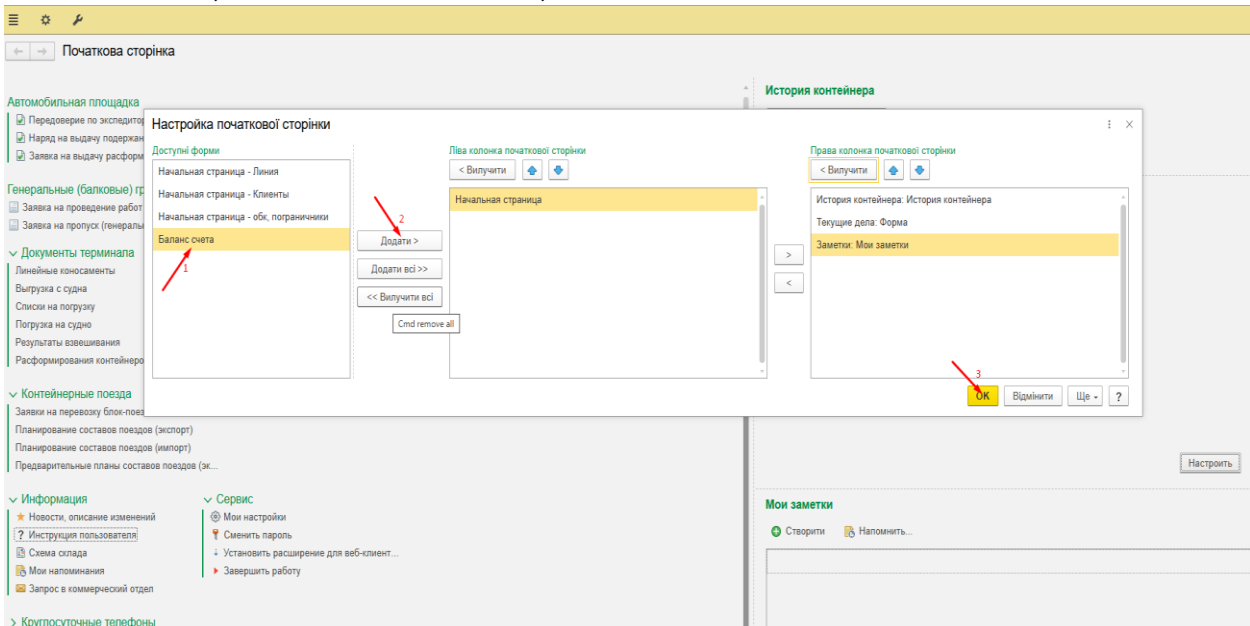 Початкова сторінка
Автомобильная площадка
Передоверие по экспедитор
Наряд на выдачу подержан
Заявка на выдачу расформ
Генеральные (балковые) гр
Заявка на проведение работ
Заявка на пропуск (генераль
Документы терминала
Линейные коносаменты
Выгрузка с судна
Списки на погрузку
Погрузка на судно
Результаты взвешивания
Расформирования контейнеро
Контейнерные поезда
Заявки на перевозку блок-поез
Планирование составов поездов (экспорт)
Планирование составов поездов (импорт)
Предварительные планы составов поездов (эк...
Информация
Новости, описание изменений
? Инструкция пользователя
Схема склада
Мои напоминания
Запрос в коммерческий отдел
Круглосуточные телефоны
Сервис
Мои настройки
Сменить пароль
Установить расширение для веб-клиент...
Завершить работу
История контейнера
Настройка початкової сторінки
Доступні форми
Начальная страница - Линия
Начальная страница - Клиенты
Начальная страница - обк, пограничники
Баланс счета
1
2
Додати >
Додати всі >>
<< Вилучити всі
Cmd remove all
Ліва колонка початкової сторінки
< Вилучити
Начальная страница
>
<
Права колонка початкової сторінки
< Вилучити
История контейнера: История контейнера
Текущие дела: Форма
Заметки: Мои заметки
3
OK
Відмінити
Ще
?
Настроить
Мои заметки
Створити
Напомнить...